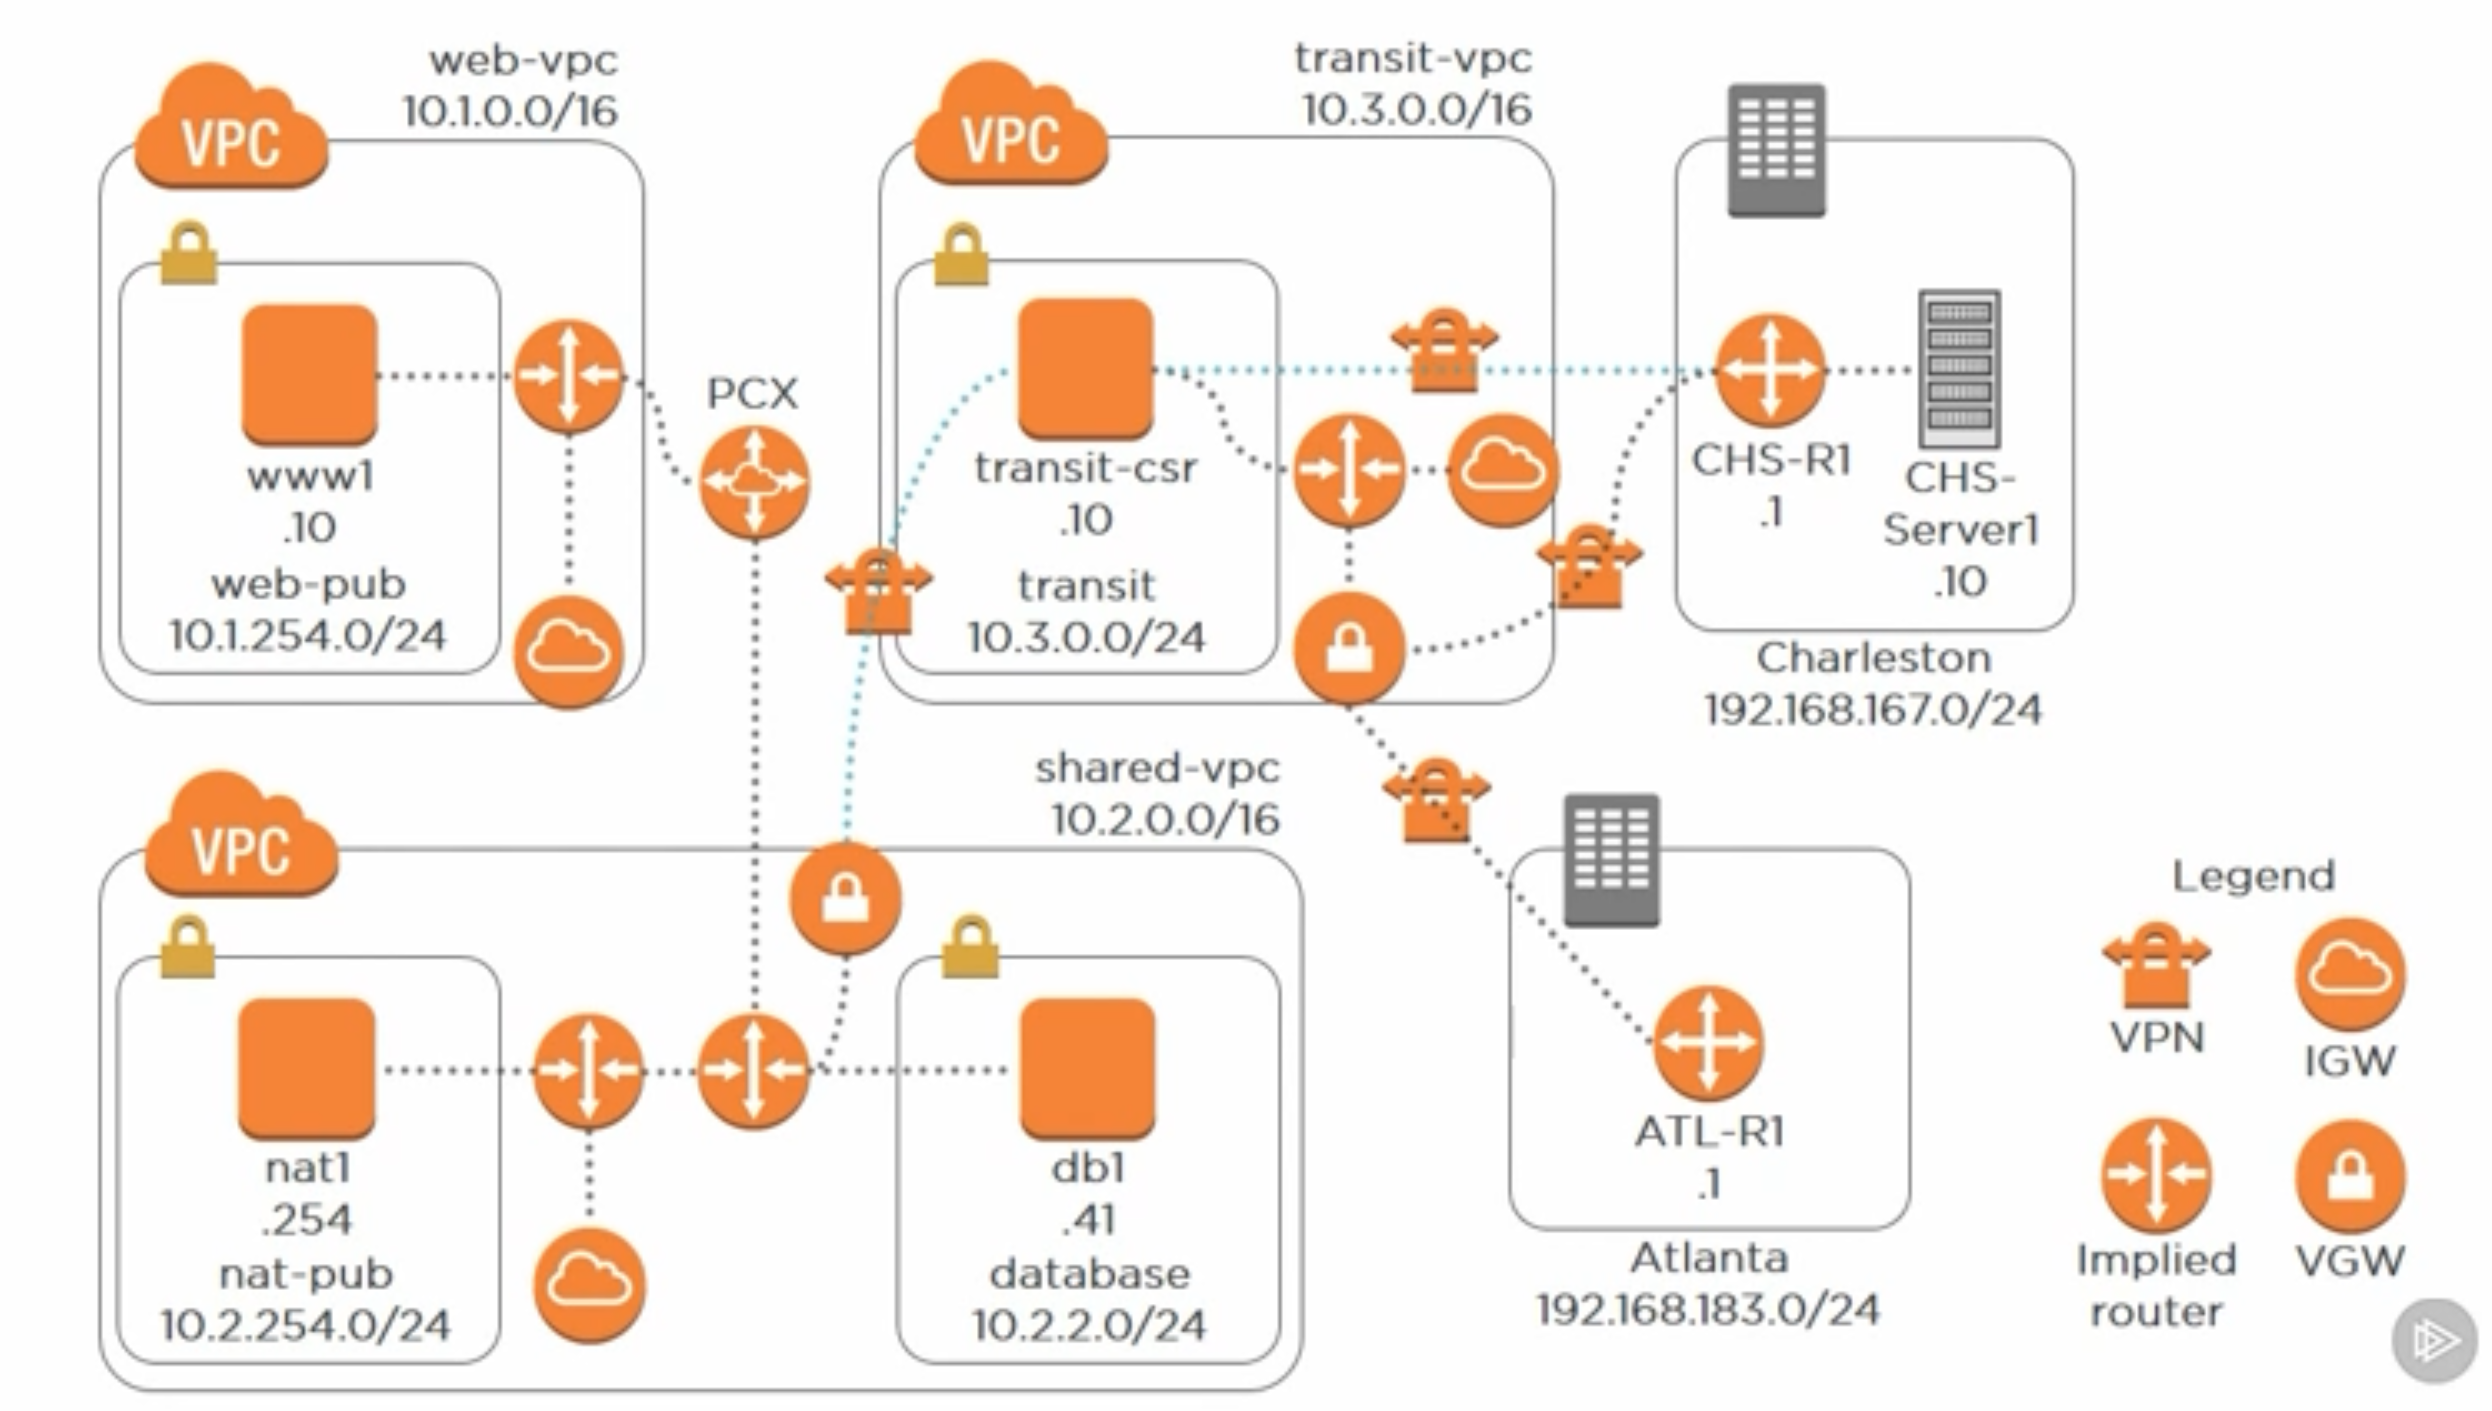 web-vpc
10.1.0.0/16
VPC
www1
.10
web-pub
10.1.254.0/24
PCX
transit-vpc
10.3.0.0/16
VPC
transit-csr
.10
transit
10.3.0.0/24
CHS-R1
.1
CHS-
Server1
.10
Charleston
192.168.167.0/24
shared-vpc
10.2.0.0/16
VPC
nat1
.254
nat-pub
10.2.254.0/24
db1
.41
database
10.2.2.0/24
ATL-R1
.1
Atlanta
192.168.183.0/24
Legend
VPN
IGW
Implied
router
VGW